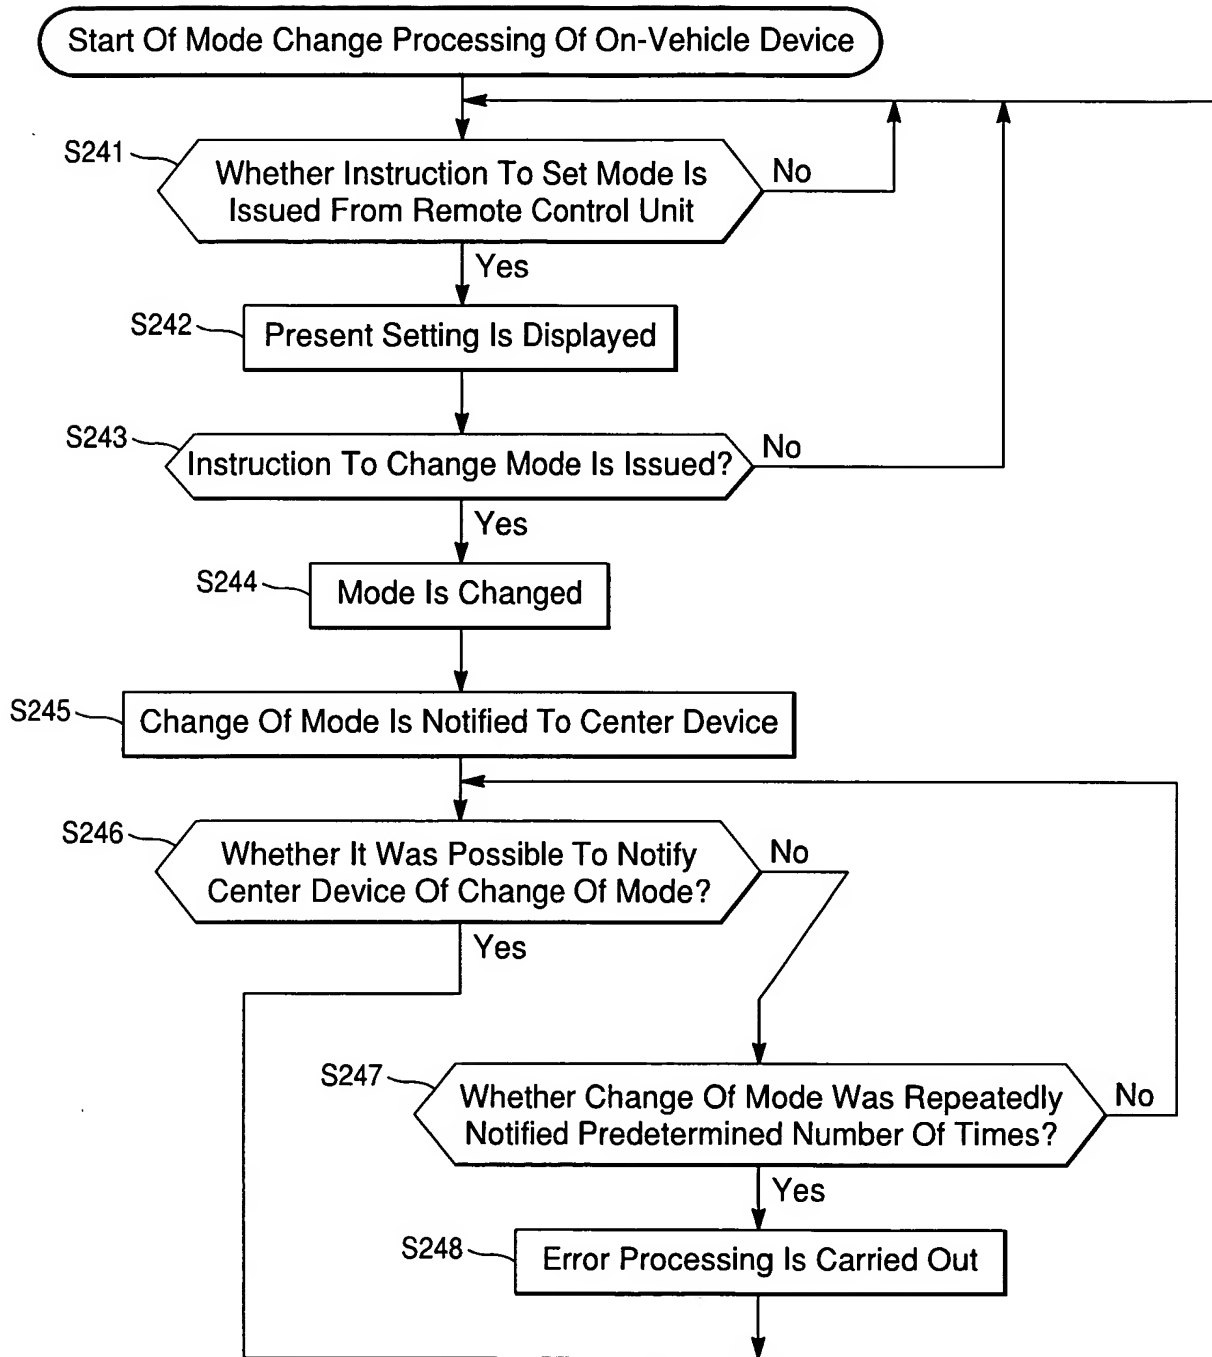 Start Of Mode Change Processing Of On-Vehicle Device
S241
Whether Instruction To Set Mode Is
Issued From Remote Control Unit
No
Yes
S242
Present Setting Is Displayed
S243
Instruction To Change Mode Is Issued?
No
Yes
S244
Mode Is Changed
S245
Change Of Mode Is Notified To Center Device
S246
Whether It Was Possible To Notify
Center Device Of Change Of Mode?
No
Yes
S247
Whether Change Of Mode Was Repeatedly
Notified Predetermined Number Of Times?
No
Yes
S248
Error Processing Is Carried Out